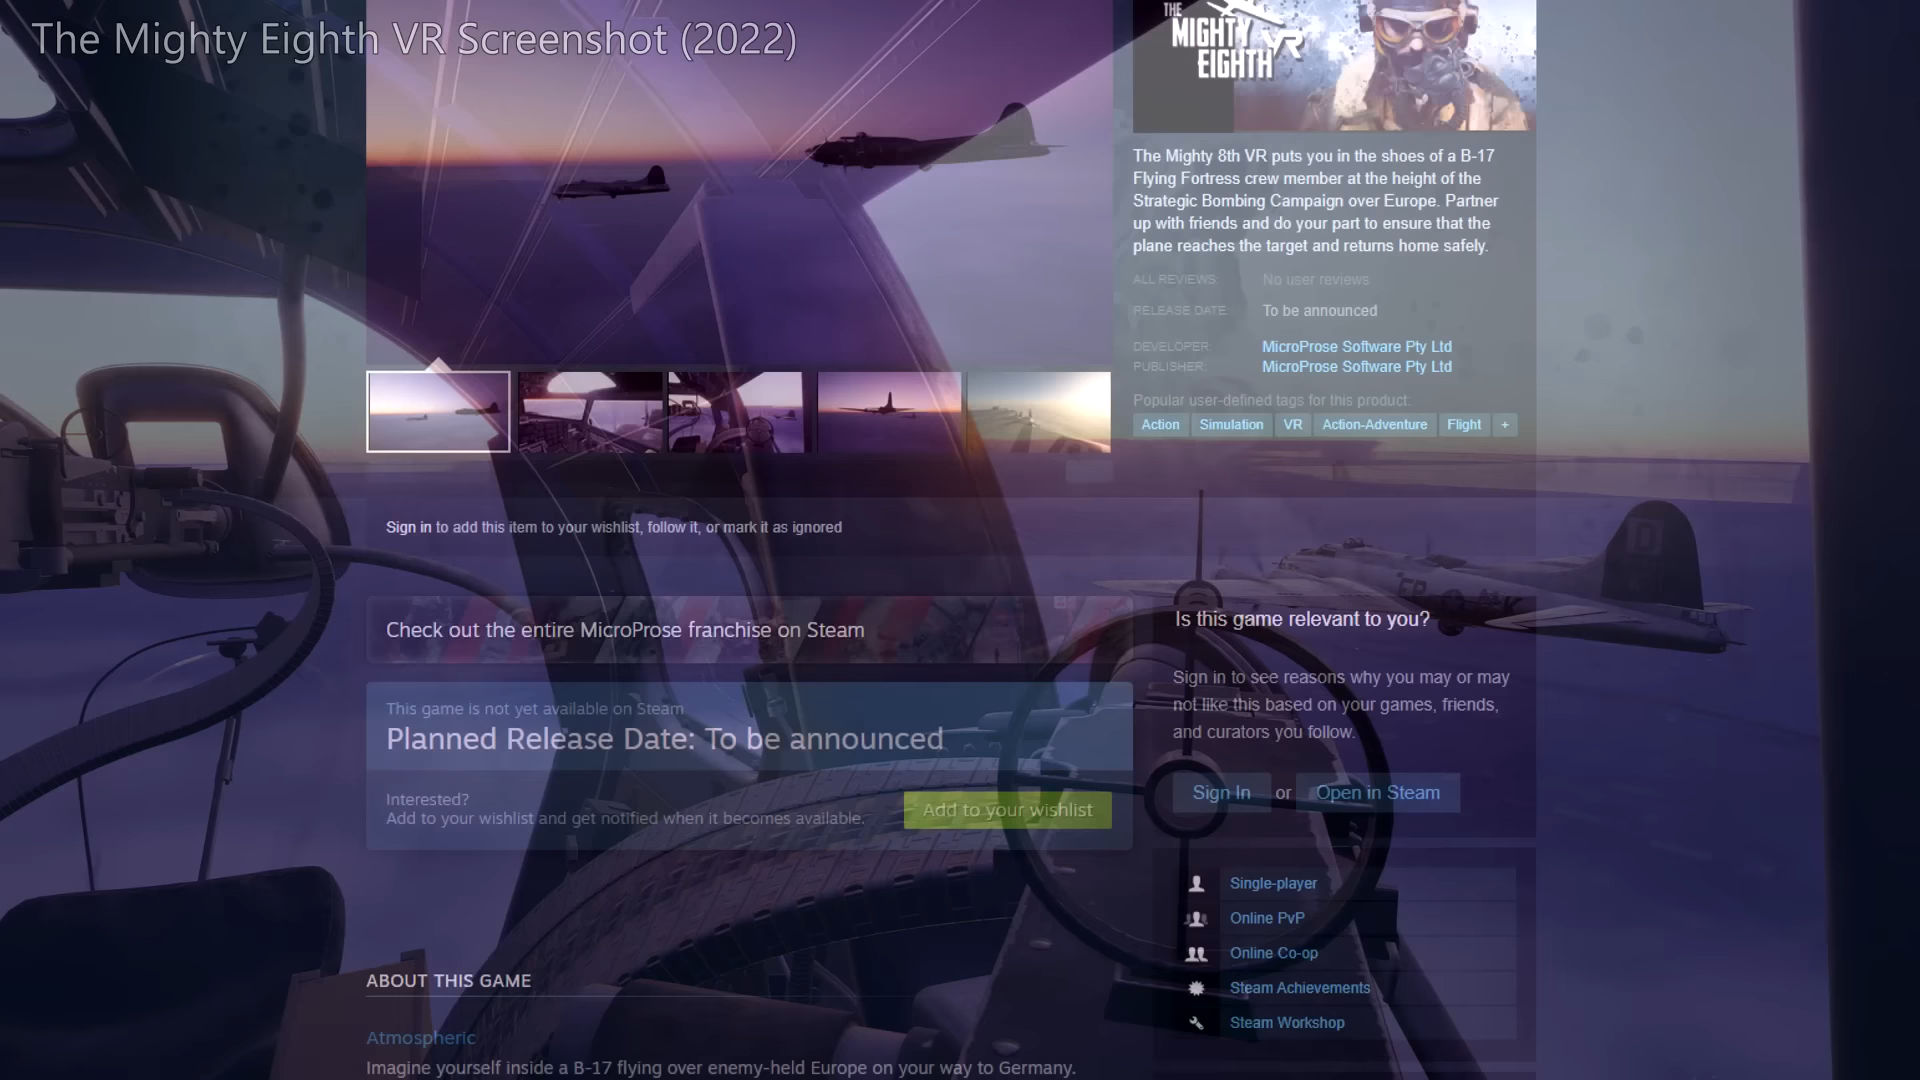 The Mighty Eighth VR Screenshot (2022)
THE
MIGHTY
EIGHTH
VR
The Mighty 8th VR puts you in the shoes of a B-17
Flying Fortress crew member at the height of the
Strategic Bombing Campaign over Europe. Partner
up with friends and do your part to ensure that the
plane reaches the target and returns home safely.
ALL REVIEWS: No user reviews
RELEASE DATE: To be announced
DEVELOPER: MicroProse Software Pty Ltd
PUBLISHER: MicroProse Software Pty Ltd
Popular user-defined tags for this product:
Action Simulation VR Action-Adventure Flight +
Sign in to add this item to your wishlist, follow it, or mark it as ignored
Check out the entire MicroProse franchise on Steam
This game is not yet available on Steam
Planned Release Date: To be announced
Interested?
Add to your wishlist and get notified when it becomes available.
Add to your wishlist
Is this game relevant to you?
Sign in to see reasons why you may or may
not like this based on your games, friends,
and curators you follow.
Sign In or Open in Steam
Single-player
Online PvP
Online Co-op
Steam Achievements
Steam Workshop
ABOUT THIS GAME
Atmospheric
Imagine yourself inside a B-17 flying over enemy-held Europe on your way to Germany.